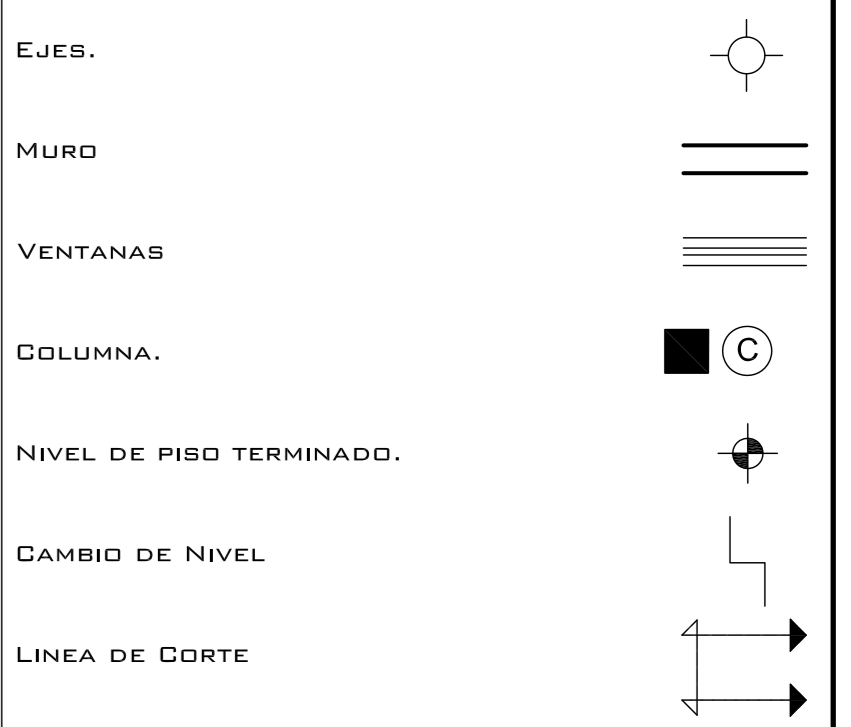 EJES.
MURO
VENTANAS
COLUMNA. C
NIVEL DE PISO TERMINADO.
CAMBIO DE NIVEL
LINEA DE CORTE